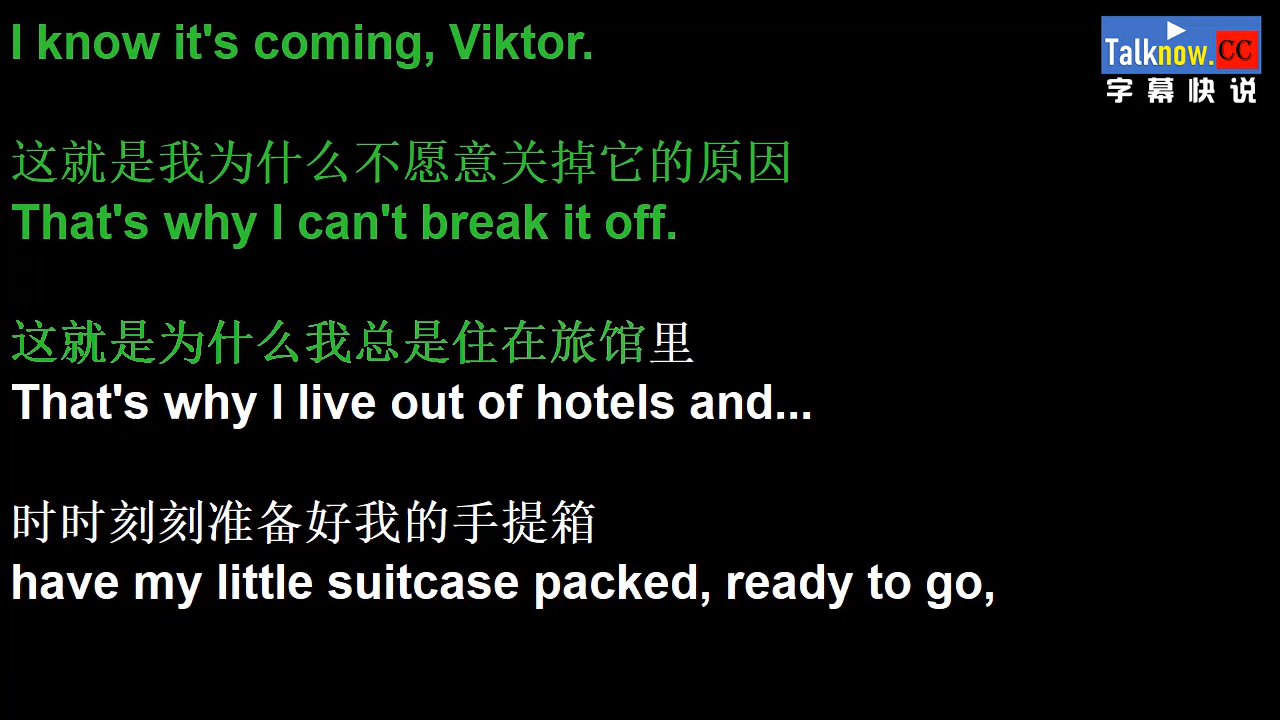 I know it's coming, Viktor.
Talknow.CC
字幕快说
这就是我为什么不愿意关掉它的原因
That's why I can't break it off.
这就是为什么我总是住在旅馆里
That's why I live out of hotels and...
时时刻刻准备好我的手提箱
have my little suitcase packed, ready to go,